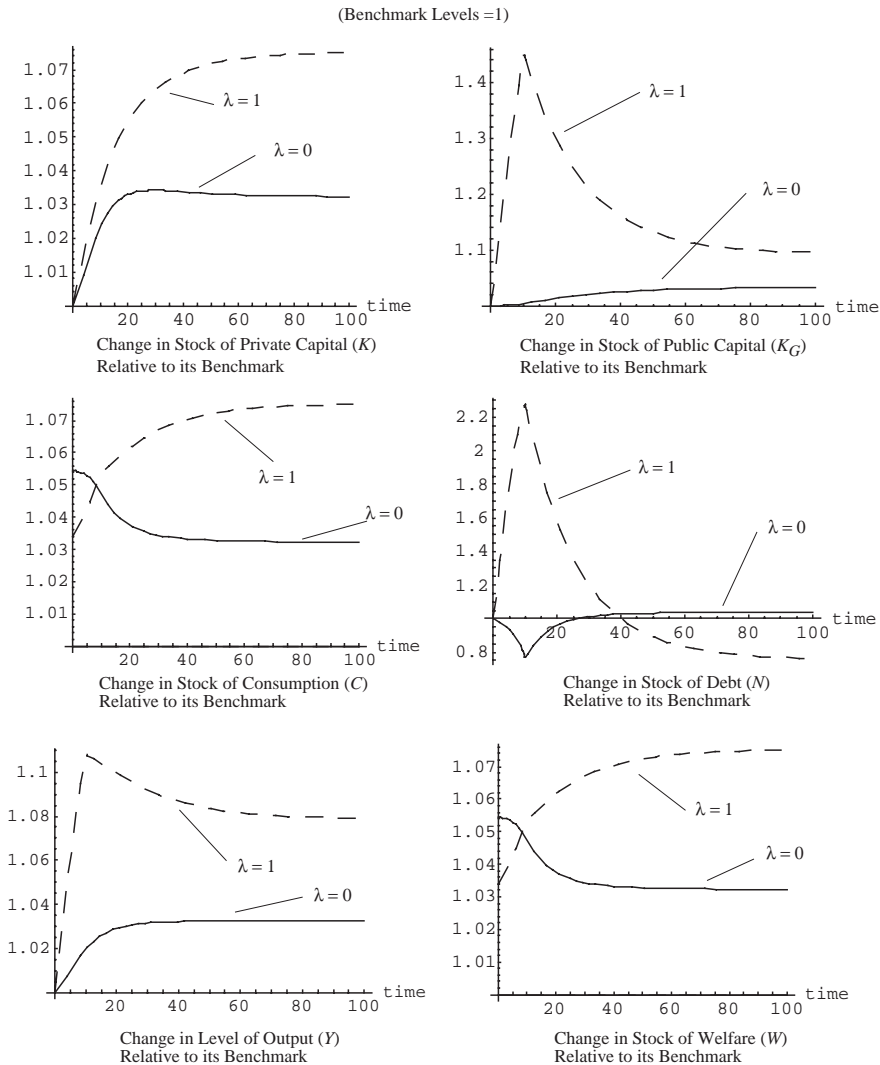 (Benchmark Levels =1)
1.07
1.06
1.05
1.04
1.03
1.02
1.01
λ = 1
λ = 0
time
20 40 60 80 100
Change in Stock of Private Capital (K)
Relative to its Benchmark
1.4
1.3
1.2
1.1
λ = 1
λ = 0
time
20 40 60 80 100
Change in Stock of Public Capital (KG)
Relative to its Benchmark
1.07
1.06
1.05
1.04
1.03
1.02
1.01
λ = 1
λ = 0
time
20 40 60 80 100
Change in Stock of Consumption (C)
Relative to its Benchmark
2.2
2
1.8
1.6
1.4
1.2
0.8
λ = 1
λ = 0
time
20 40 60 80 100
Change in Stock of Debt (N)
Relative to its Benchmark
1.1
1.08
1.06
1.04
1.02
λ = 1
λ = 0
time
20 40 60 80 100
Change in Level of Output (Y)
Relative to its Benchmark
1.07
1.06
1.05
1.04
1.03
1.02
1.01
λ = 1
λ = 0
time
20 40 60 80 100
Change in Stock of Welfare (W)
Relative to its Benchmark